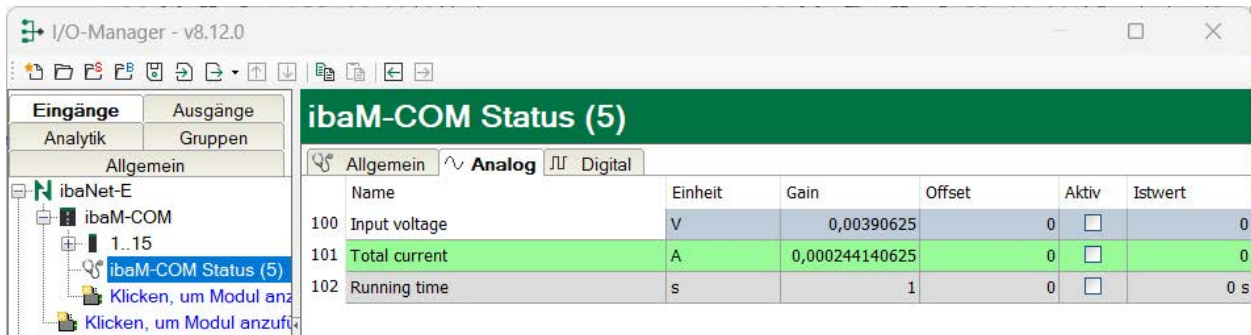 I/O-Manager - v8.12.0
Eingänge Ausgänge
Analytik Gruppen
Allgemein
ibaNet-E
ibaM-COM
1..15
ibaM-COM Status (5)
Klicken, um Modul anz
Klicken, um Modul anzufü
ibaM-COM Status (5)
Allgemein Analog Digital
Name Einheit Gain Offset Aktiv Istwert
100 Input voltage V 0,00390625 0 0
101 Total current A 0,000244140625 0 0
102 Running time s 1 0 0 s